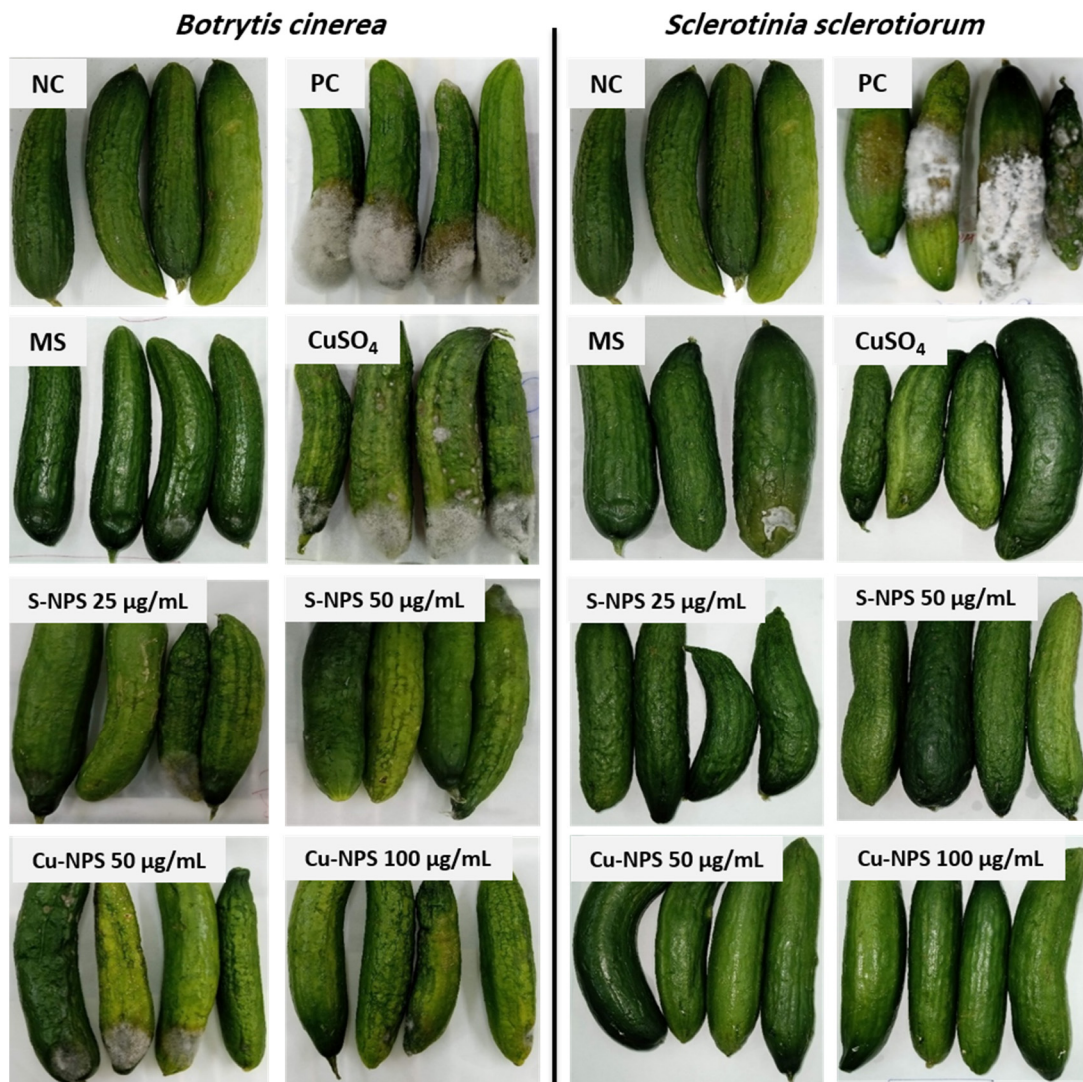 Botrytis cinerea
Sclerotinia sclerotiorum
NC
PC
NC
PC
MS
CuSO₄
MS
CuSO₄
S-NPS 25 µg/mL
S-NPS 50 µg/mL
S-NPS 25 µg/mL
S-NPS 50 µg/mL
Cu-NPS 50 µg/mL
Cu-NPS 100 µg/mL
Cu-NPS 50 µg/mL
Cu-NPS 100 µg/mL